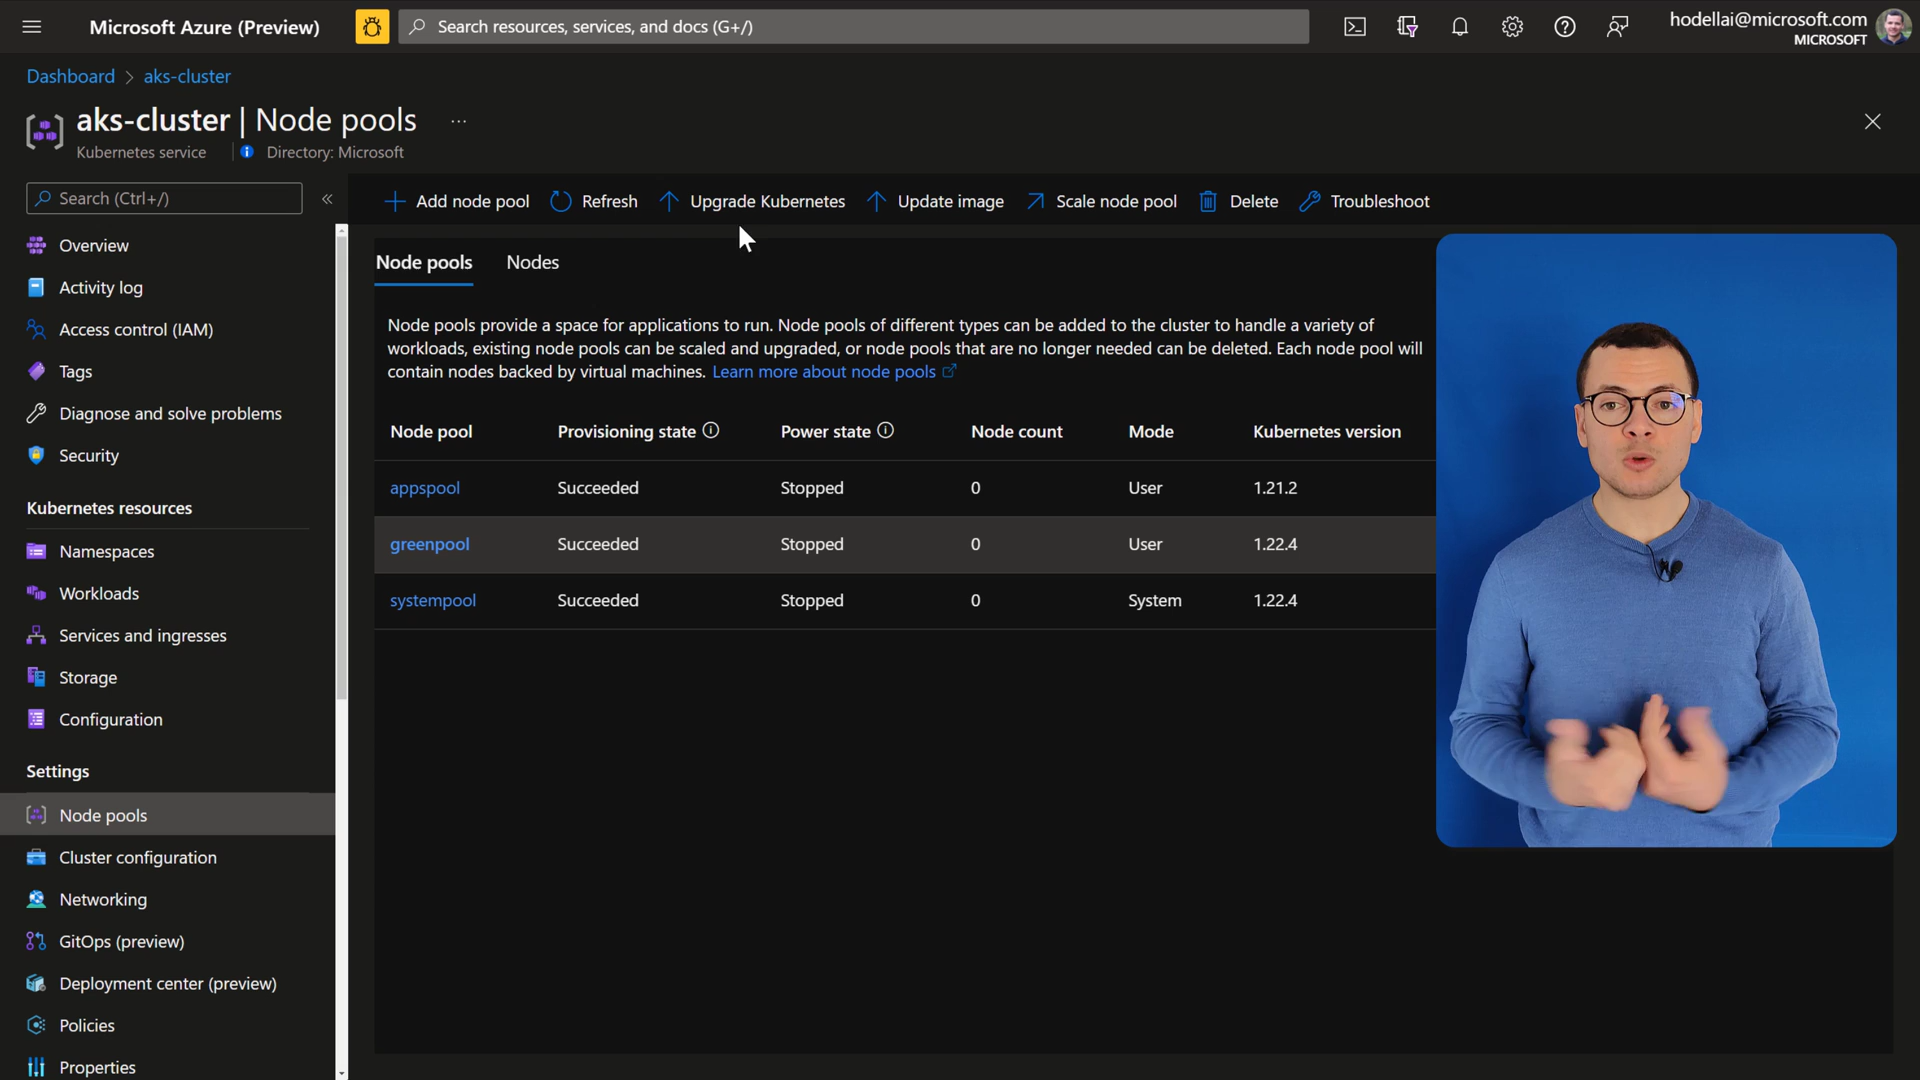 Microsoft Azure (Preview)
Search resources, services, and docs (G+/)
hodellai@microsoft.com
MICROSOFT
Dashboard > aks-cluster
aks-cluster | Node pools ...
Kubernetes service
Directory: Microsoft
Search (Ctrl+/)
«
Overview
Activity log
Access control (IAM)
Tags
Diagnose and solve problems
Security
Kubernetes resources
Namespaces
Workloads
Services and ingresses
Storage
Configuration
Settings
Node pools
Cluster configuration
Networking
GitOps (preview)
Deployment center (preview)
Policies
Properties
Add node pool
Refresh
Upgrade Kubernetes
Update image
Scale node pool
Delete
Troubleshoot
Node pools
Nodes
Node pools provide a space for applications to run. Node pools of different types can be added to the cluster to handle a variety of
workloads, existing node pools can be scaled and upgraded, or node pools that are no longer needed can be deleted. Each node pool will
contain nodes backed by virtual machines. Learn more about node pools
Node pool Provisioning state Power state Node count Mode Kubernetes version
appspool Succeeded Stopped 0 User 1.21.2
greenpool Succeeded Stopped 0 User 1.22.4
systempool Succeeded Stopped 0 System 1.22.4